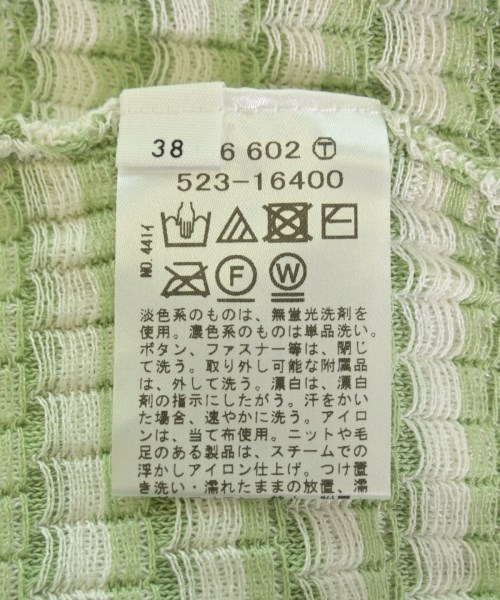 38
6 602 Ⓣ
523-16400
NO. 441イ
F
W
淡色系のものは、無蛍光洗剤を
使用。濃色系のものは単品洗い。
ボタン、ファスナー等は、閉じ
て洗う。取り外し可能な附属品
は、外して洗う。漂白は、漂白
剤の指示にしたがう。汗をかい
た場合、速やかに洗う。アイロ
ンは、当て布使用。ニットや毛
足のある製品は、スチームでの
浮かしアイロン仕上げ。つけ置
き洗い・濡れたままの放置、濡